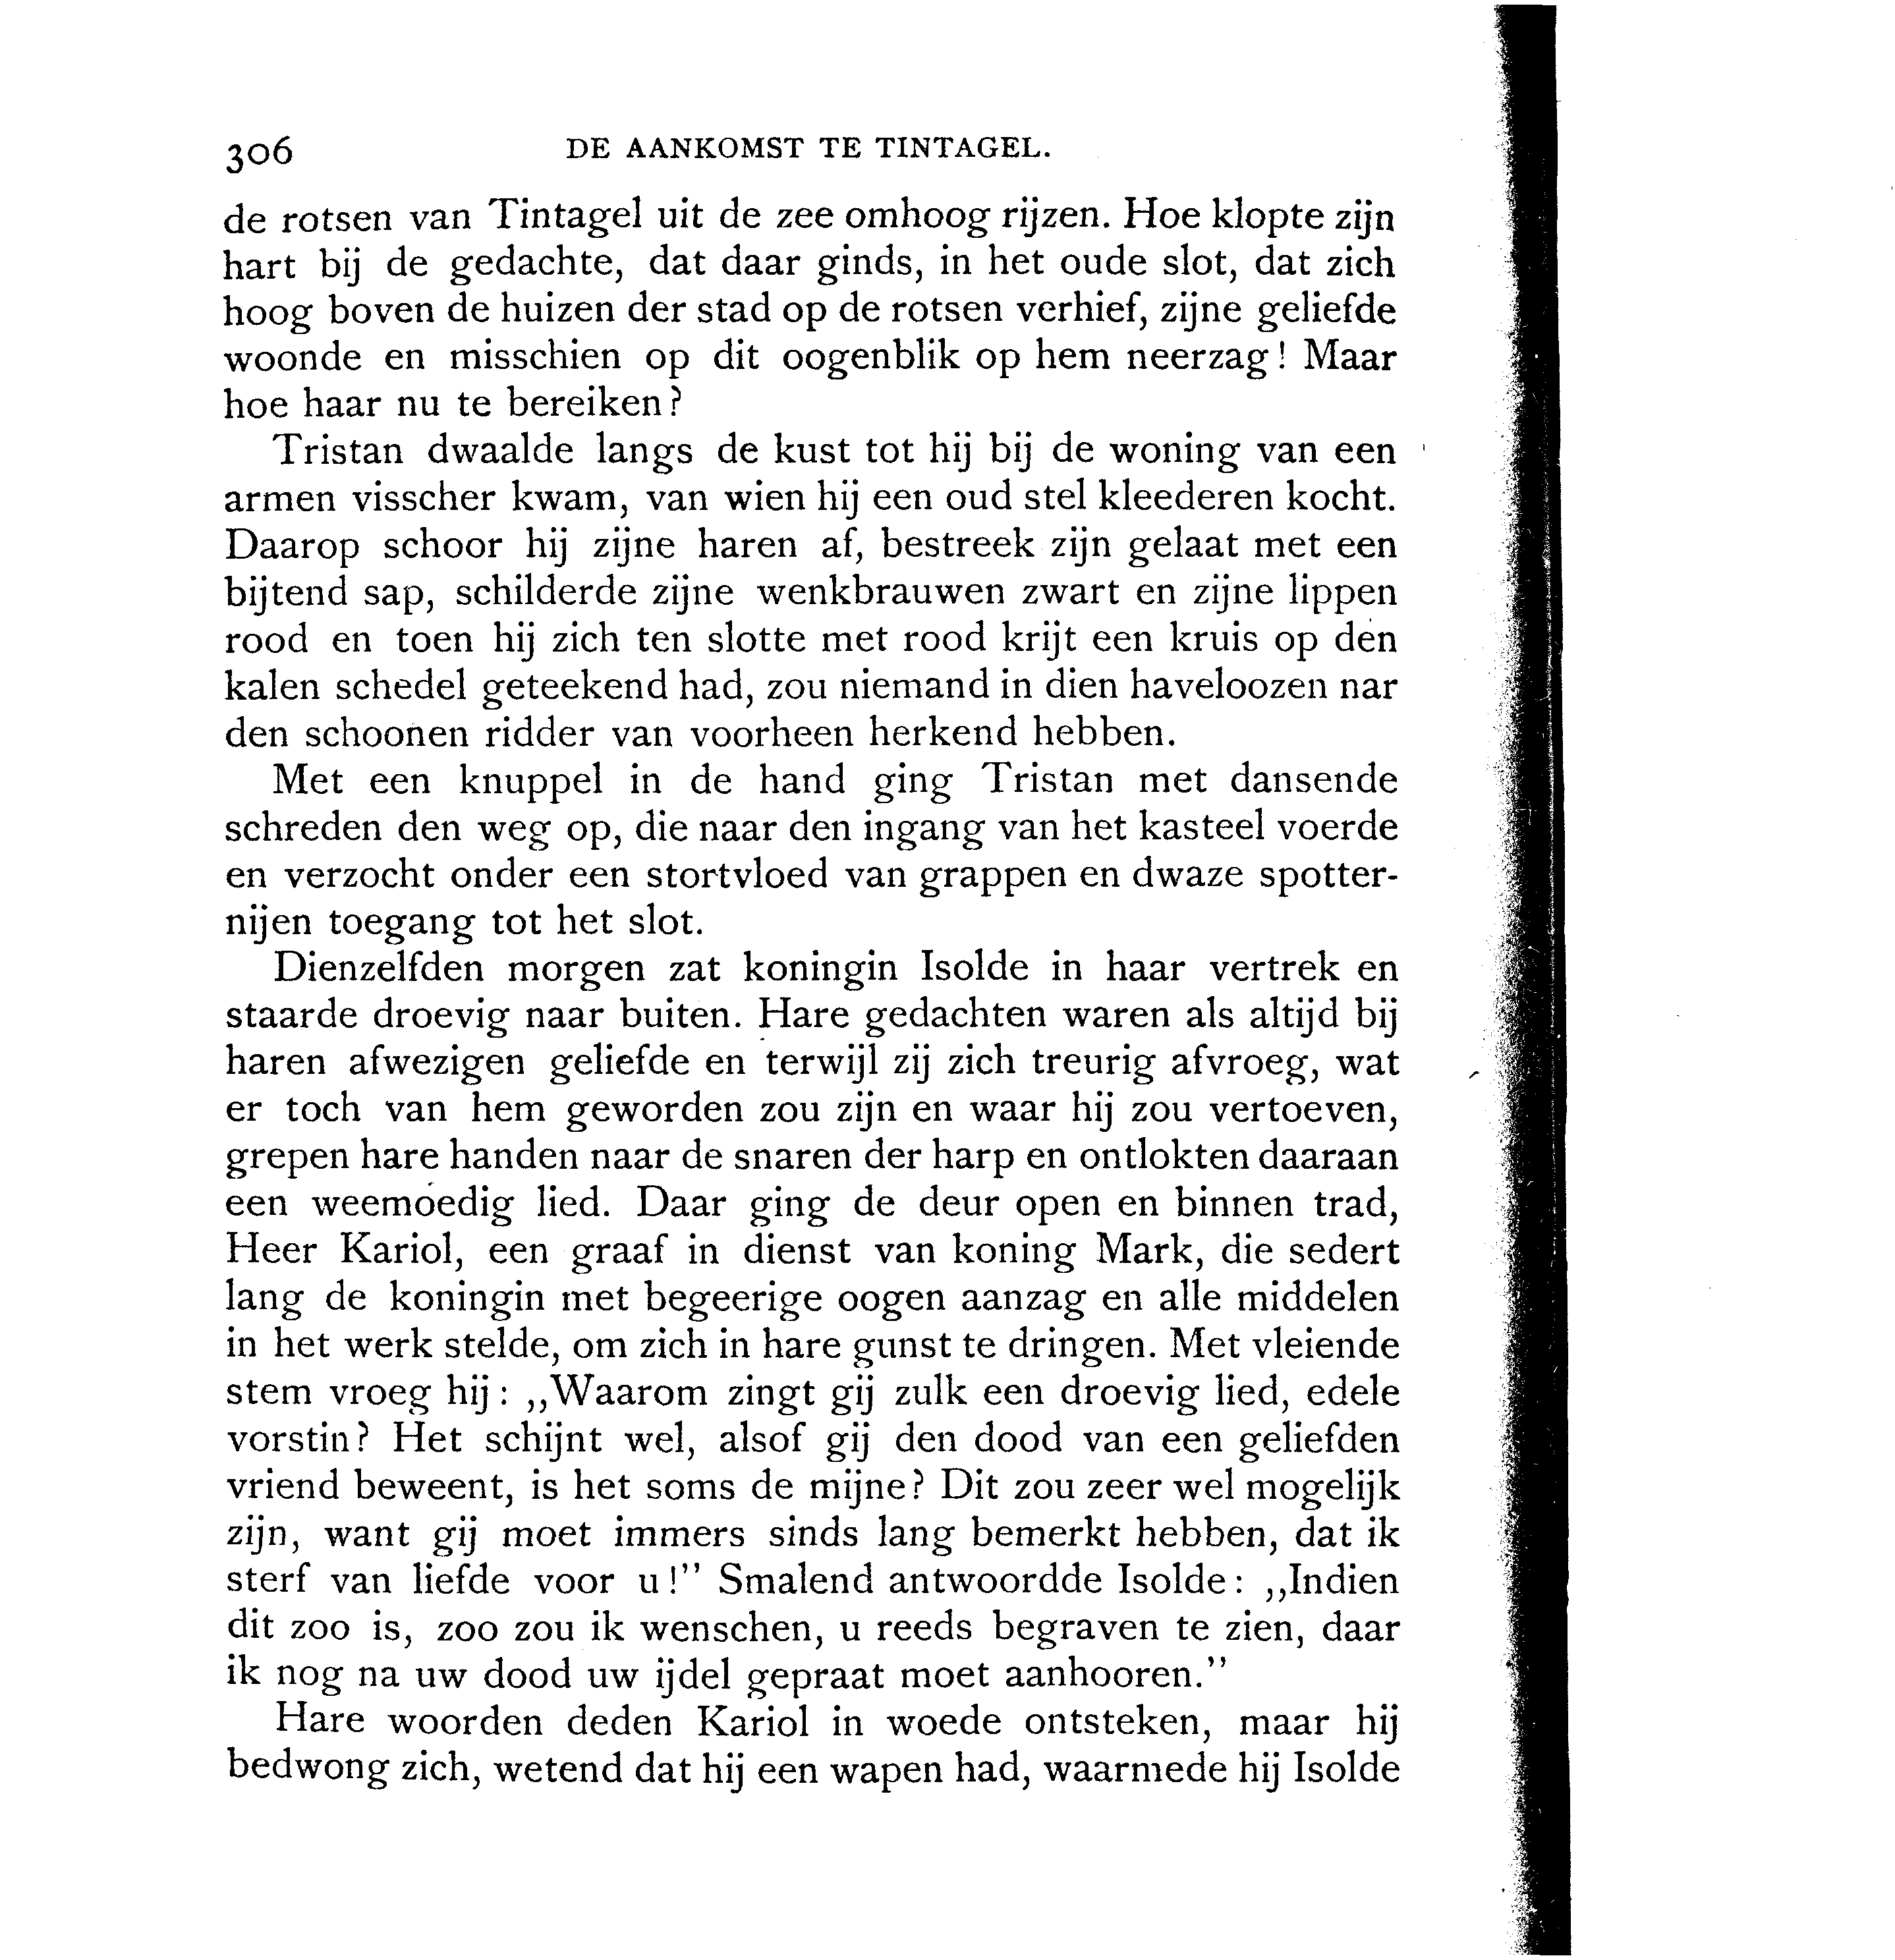 306 DE AANKOMST TE TINTAGEL.
de rotsen van Tintagel uit de zee omhoog rijzen. Hoe klopte zijn
hart bij de gedachte, dat daar ginds, in het oude slot, dat zich
hoog boven de huizen der stad op de rotsen verhief, zijne geliefde
woonde en misschien op dit oogenblik op hem neerzag! Maar
hoe haar nu te bereiken?
Tristan dwaalde langs de kust tot hij bij de woning van een
armen visscher kwam, van wien hij een oud stel kleederen kocht.
Daarop schoor hij zijne haren af, bestreek zijn gelaat met een
bijtend sap, schilderde zijne wenkbrauwen zwart en zijne lippen
rood en toen hij zich ten slotte met rood krijt een kruis op den
kalen schedel geteekend had, zou niemand in dien haveloozen nar
den schoonen ridder van voorheen herkend hebben.
Met een knuppel in de hand ging Tristan met dansende
schreden den weg op, die naar den ingang van het kasteel voerde
en verzocht onder een stortvloed van grappen en dwaze spotter-
nijen toegang tot het slot.
Dienzelfden morgen zat koningin Isolde in haar vertrek en
staarde droevig naar buiten. Hare gedachten waren als altijd bij
haren afwezigen geliefde en terwijl zij zich treurig afvroeg, wat
er toch van hem geworden zou zijn en waar hij zou vertoeven,
grepen hare handen naar de snaren der harp en ontlokten daaraan
een weemoedig lied. Daar ging de deur open en binnen trad,
Heer Kariol, een graaf in dienst van koning Mark, die sedert
lang de koningin met begeerige oogen aanzag en alle middelen
in het werk stelde, om zich in hare gunst te dringen. Met vleiende
stem vroeg hij: ,,Waarom zingt gij zulk een droevig lied, edele
vorstin? Het schijnt wel, alsof gij den dood van een geliefden
vriend beweent, is het soms de mijne? Dit zou zeer wel mogelijk
zijn, want gij moet immers sinds lang bemerkt hebben, dat ik
sterf van liefde voor u!” Smalend antwoordde Isolde: ,,Indien
dit zoo is, zoo zou ik wenschen, u reeds begraven te zien, daar
ik nog na uw dood uw ijdel gepraat moet aanhooren.”
Hare woorden deden Kariol in woede ontsteken, maar hij
bedwong zich, wetend dat hij een wapen had, waarmede hij Isolde